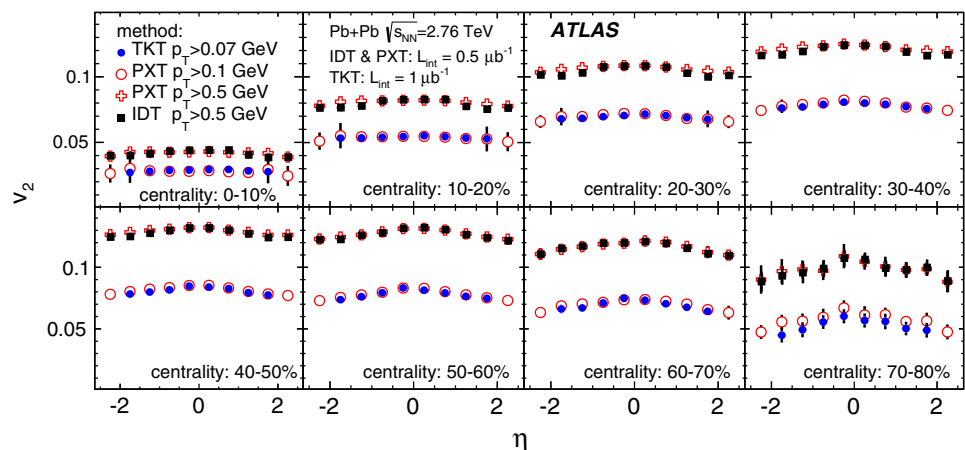 method:
TKT p_T>0.07 GeV
PXT p_T>0.1 GeV
PXT p_T>0.5 GeV
IDT p_T>0.5 GeV
centrality: 0-10%
Pb+Pb √s_NN=2.76 TeV
IDT & PXT: L_int = 0.5 μb⁻¹
TKT: L_int = 1 μb⁻¹
centrality: 10-20%
ATLAS
centrality: 20-30%
centrality: 30-40%
0.1
0.05
v_2
centrality: 40-50%
centrality: 50-60%
centrality: 60-70%
centrality: 70-80%
0.1
0.05
-2 0 2 -2 0 2 -2 0 2 -2 0 2
η